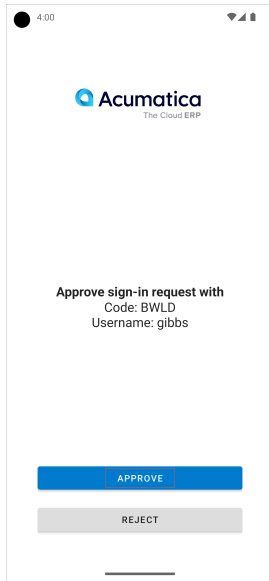 4:00
Acumatica
The Cloud ERP
Approve sign-in request with
Code: BWLD
Username: gibbs
APPROVE
REJECT